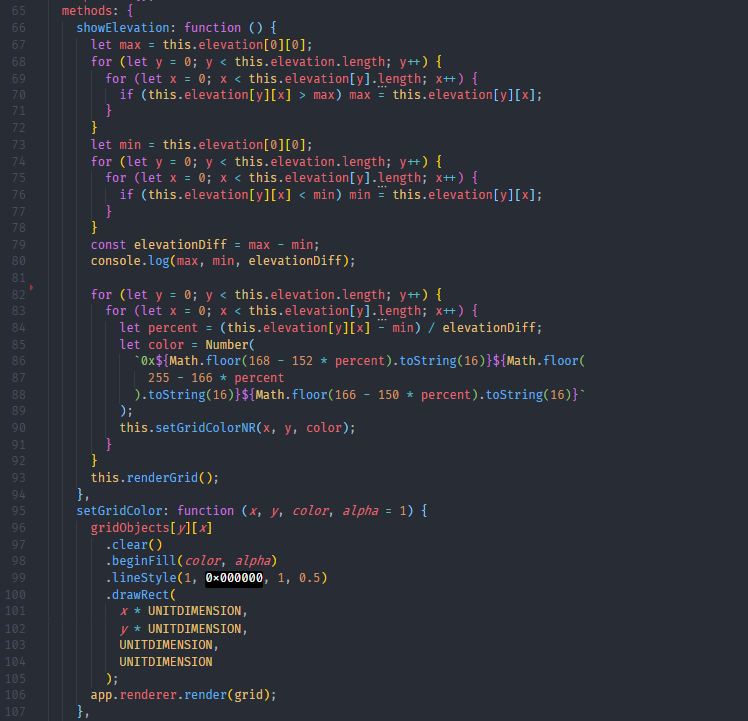 65 methods: {
66 showElevation: function () {
67 let max = this.elevation[0][0];
68 for (let y = 0; y < this.elevation.length; y++) {
69 for (let x = 0; x < this.elevation[y].length; x++) {
70 if (this.elevation[y][x] > max) max = this.elevation[y][x];
71 }
72 }
73 let min = this.elevation[0][0];
74 for (let y = 0; y < this.elevation.length; y++) {
75 for (let x = 0; x < this.elevation[y].length; x++) {
76 if (this.elevation[y][x] < min) min = this.elevation[y][x];
77 }
78 }
79 const elevationDiff = max - min;
80 console.log(max, min, elevationDiff);
81
82 for (let y = 0; y < this.elevation.length; y++) {
83 for (let x = 0; x < this.elevation[y].length; x++) {
84 let percent = (this.elevation[y][x] - min) / elevationDiff;
85 let color = Number(
86 `0x${Math.floor(168 - 152 * percent).toString(16)}${Math.floor(
87 255 - 166 * percent
88 ).toString(16)}${Math.floor(166 - 150 * percent).toString(16)}`
89 );
90 this.setGridColorNR(x, y, color);
91 }
92 }
93 this.renderGrid();
94 },
95 setGridColor: function (x, y, color, alpha = 1) {
96 gridObjects[y][x]
97 .clear()
98 .beginFill(color, alpha)
99 .lineStyle(1, 0x000000, 1, 0.5)
100 .drawRect(
101 x * UNITDIMENSION,
102 y * UNITDIMENSION,
103 UNITDIMENSION,
104 UNITDIMENSION
105 );
106 app.renderer.render(grid);
107 },